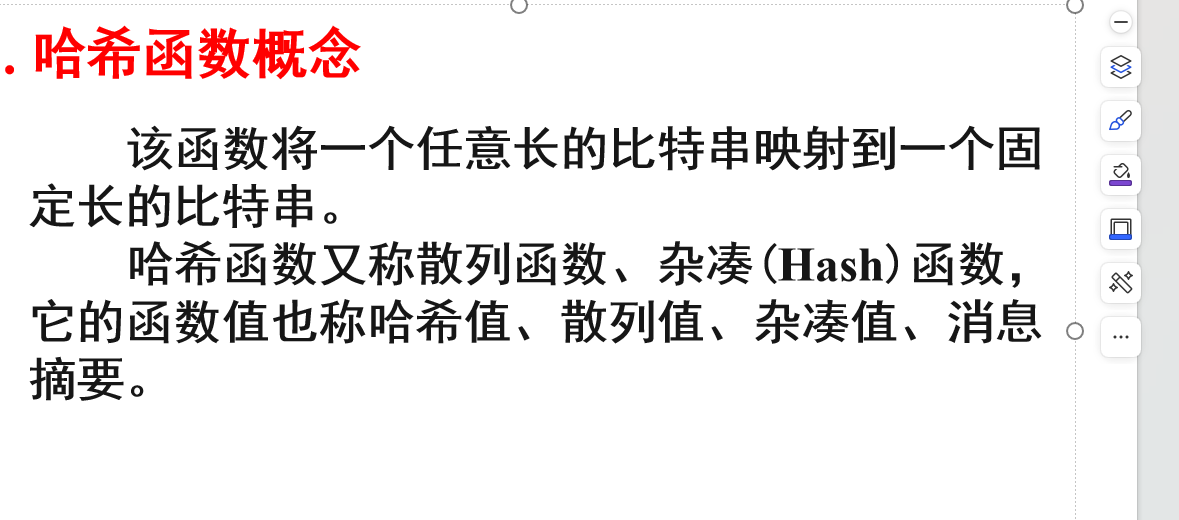 . 哈希函数概念
该函数将一个任意长的比特串映射到一个固
定长的比特串。
哈希函数又称散列函数、杂凑(Hash)函数，
它的函数值也称哈希值、散列值、杂凑值、消息
摘要。